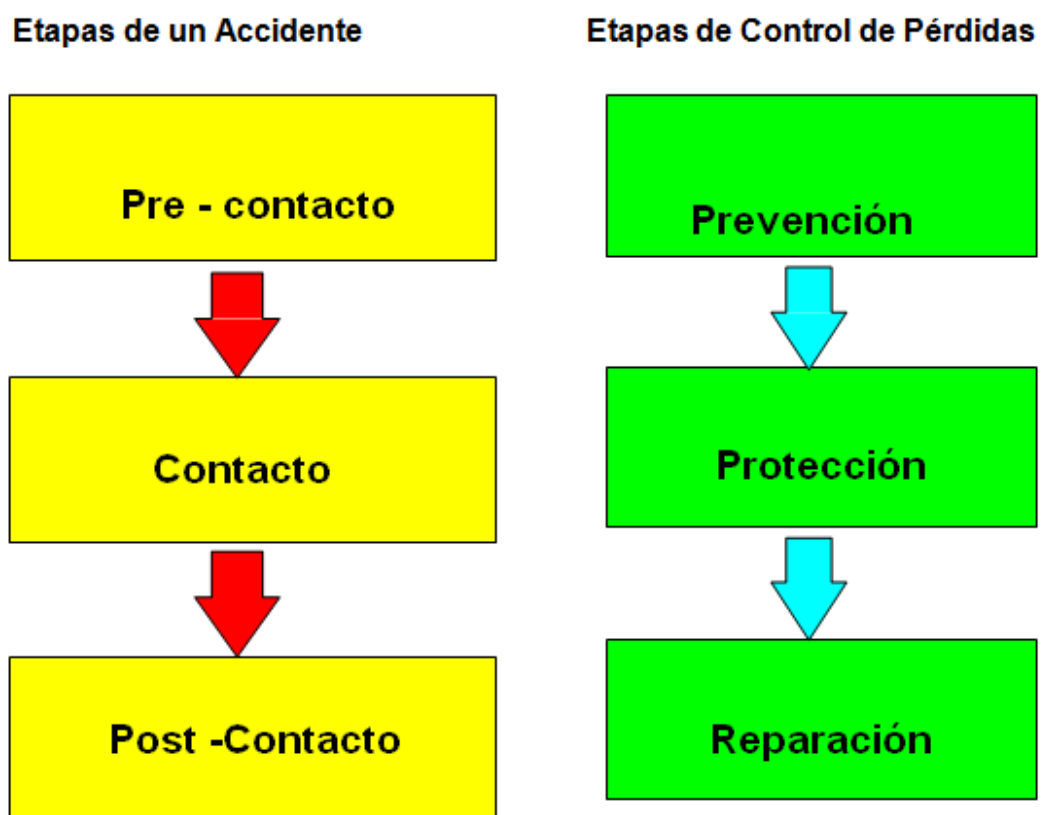 Etapas de un Accidente
Etapas de Control de Pérdidas
Pre - contacto
Prevención
Contacto
Protección
Post -Contacto
Reparación